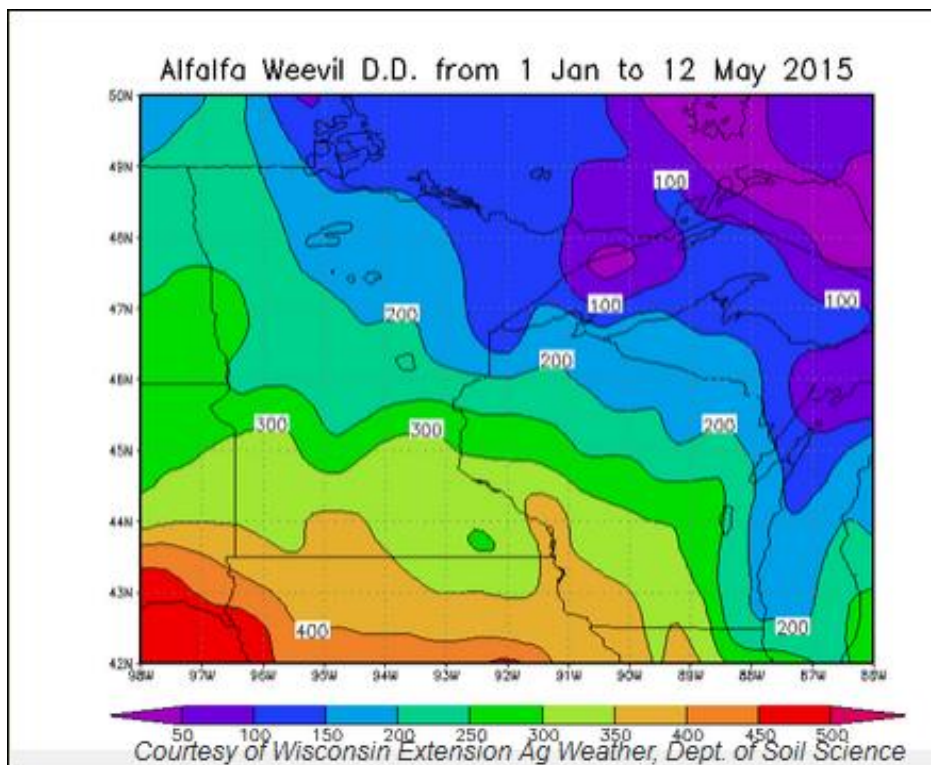 Alfalfa Weevil D.D. from 1 Jan to 12 May 2015
50N
49N
100
48N
47N
200
100
100
200
46N
300
300
200
45N
44N
43N
400
200
42N
98W 97W 96W 95W 94W 93W 92W 91W 90W 89W 88W 87W 86W
50 100 150 200 250 300 350 400 450 500
Courtesy of Wisconsin Extension Ag Weather, Dept. of Soil Science